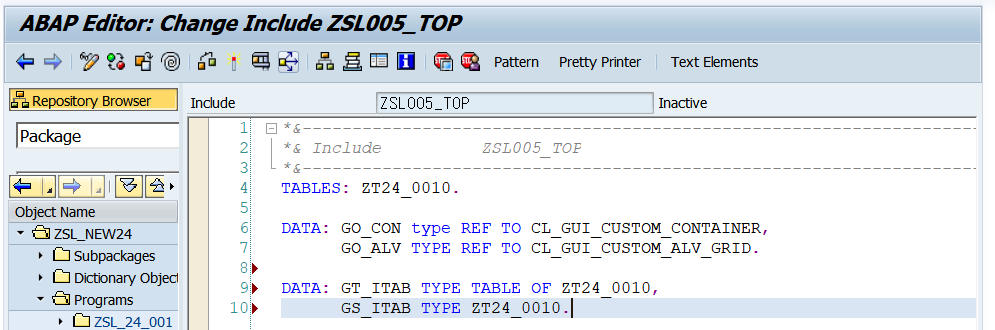 ABAP Editor: Change Include ZSL005_TOP
Pattern Pretty Printer Text Elements
Repository Browser
Include ZSL005_TOP Inactive
Package
Object Name
ZSL_NEW24
Subpackages
Dictionary Object
Programs
ZSL_24_001
1 *&---------------------------------------------------------------------
2 *& Include ZSL005_TOP
3 *&---------------------------------------------------------------------
4 TABLES: ZT24_0010.
5
6 DATA: GO_CON type REF TO CL_GUI_CUSTOM_CONTAINER,
7 GO_ALV TYPE REF TO CL_GUI_CUSTOM_ALV_GRID.
8
9 DATA: GT_ITAB TYPE TABLE OF ZT24_0010,
10 GS_ITAB TYPE ZT24_0010.